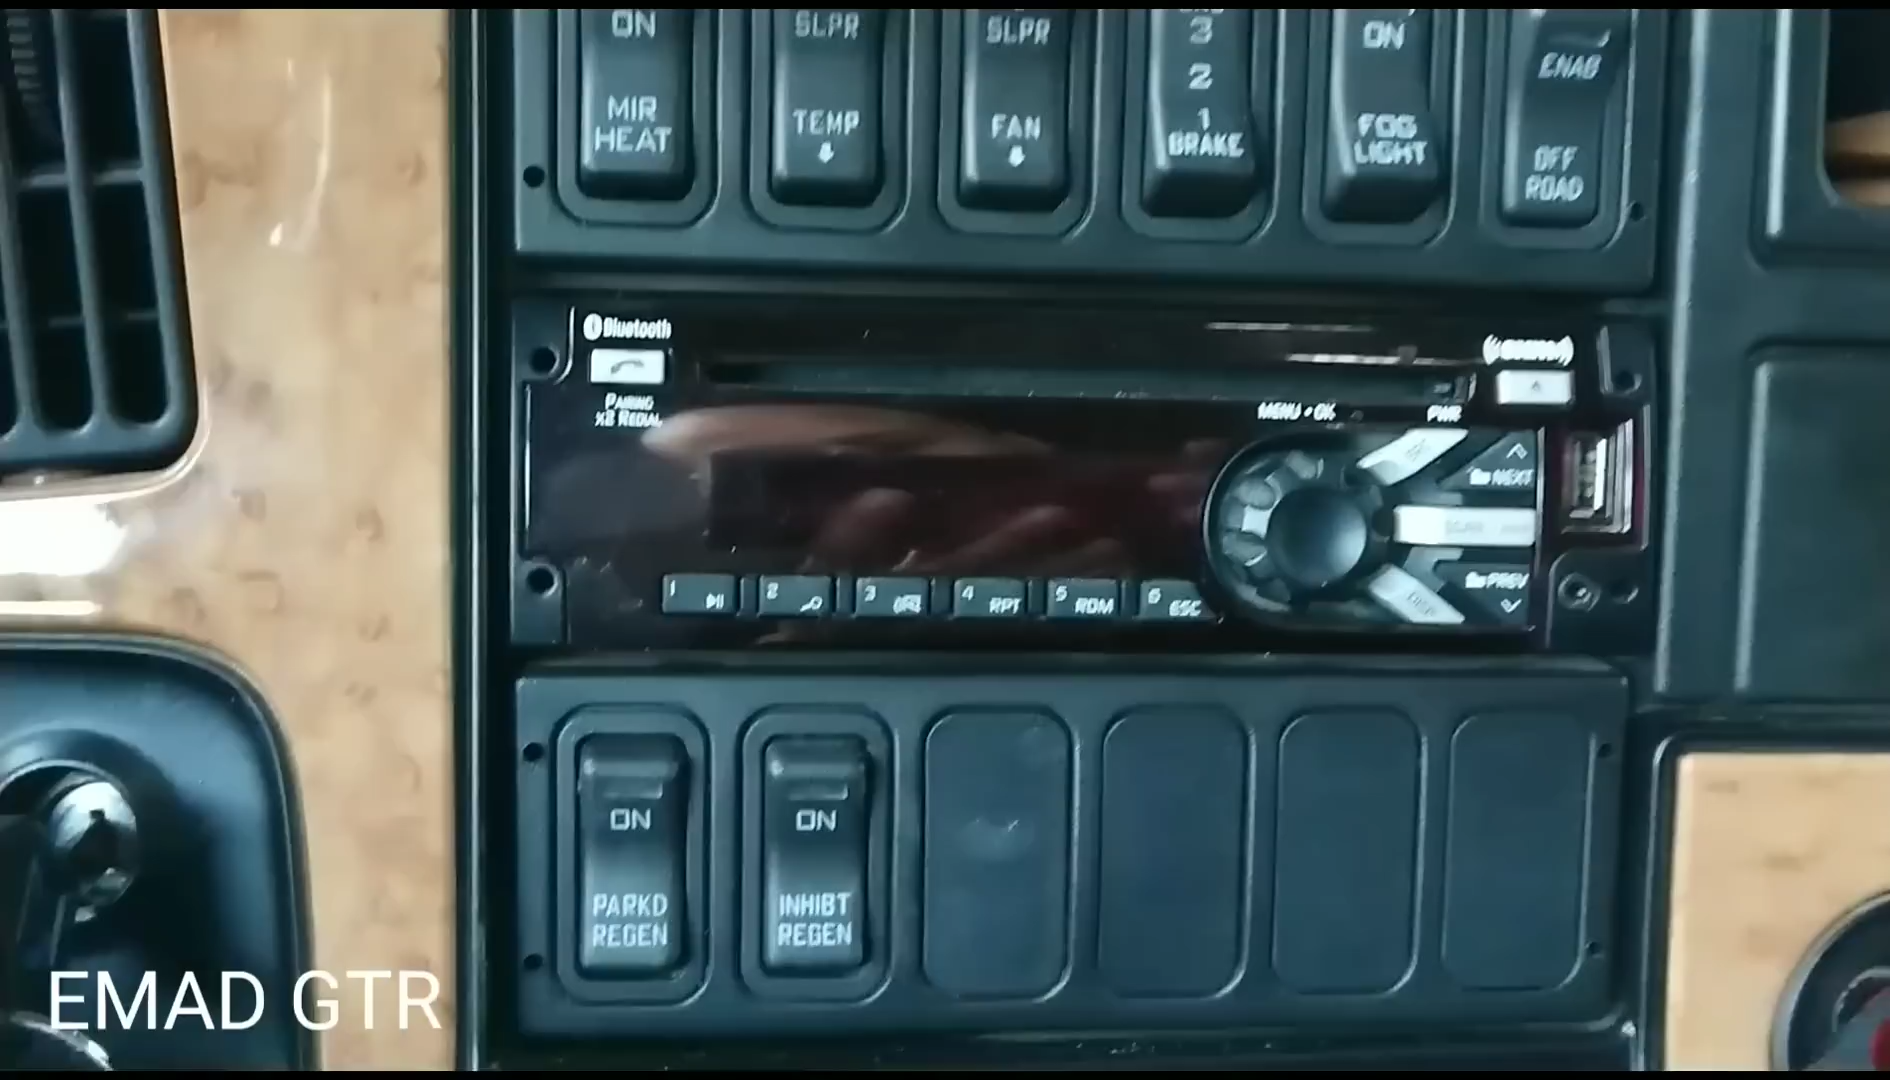 ON
MIR
HEAT
SLPR
TEMP
SLPR
FAN
3
2
1
BRAKE
ON
FOG
LIGHT
ENAB
OFF
ROAD
Bluetooth
PAIRING
x2 REDIAL
MENU • OK
PWR
NEXT
PREV
1
2
3
4 RPT
5 RDM
6 ESC
ON
PARKD
REGEN
ON
INHIBT
REGEN
EMAD GTR